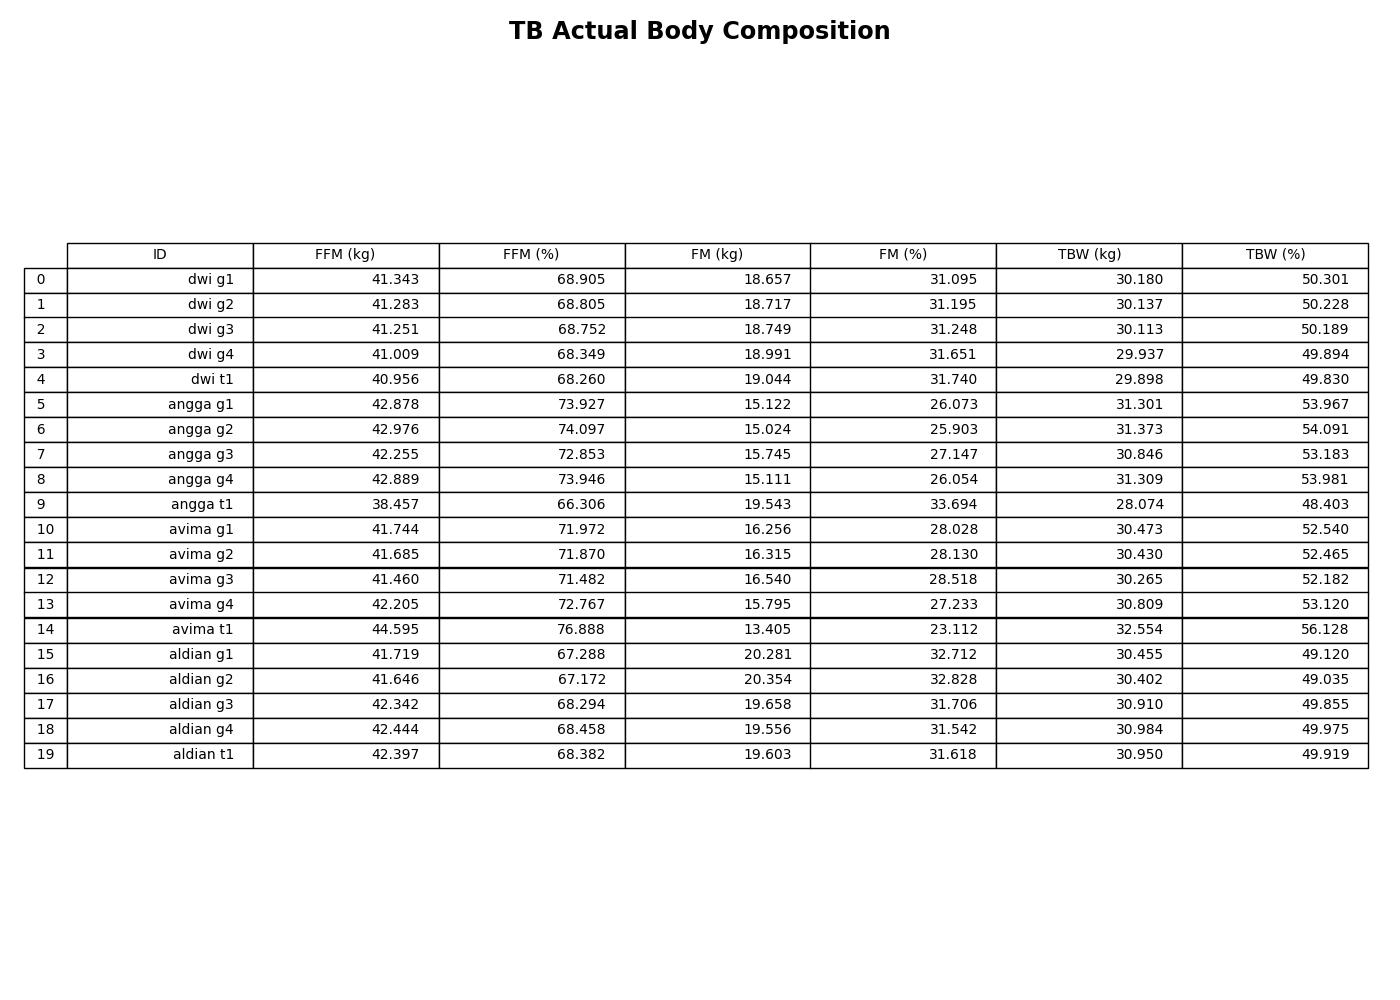 TB Actual Body Composition
ID FFM (kg) FFM (%) FM (kg) FM (%) TBW (kg) TBW (%)
0 dwi g1 41.343 68.905 18.657 31.095 30.180 50.301
1 dwi g2 41.283 68.805 18.717 31.195 30.137 50.228
2 dwi g3 41.251 68.752 18.749 31.248 30.113 50.189
3 dwi g4 41.009 68.349 18.991 31.651 29.937 49.894
4 dwi t1 40.956 68.260 19.044 31.740 29.898 49.830
5 angga g1 42.878 73.927 15.122 26.073 31.301 53.967
6 angga g2 42.976 74.097 15.024 25.903 31.373 54.091
7 angga g3 42.255 72.853 15.745 27.147 30.846 53.183
8 angga g4 42.889 73.946 15.111 26.054 31.309 53.981
9 angga t1 38.457 66.306 19.543 33.694 28.074 48.403
10 avima g1 41.744 71.972 16.256 28.028 30.473 52.540
11 avima g2 41.685 71.870 16.315 28.130 30.430 52.465
12 avima g3 41.460 71.482 16.540 28.518 30.265 52.182
13 avima g4 42.205 72.767 15.795 27.233 30.809 53.120
14 avima t1 44.595 76.888 13.405 23.112 32.554 56.128
15 aldian g1 41.719 67.288 20.281 32.712 30.455 49.120
16 aldian g2 41.646 67.172 20.354 32.828 30.402 49.035
17 aldian g3 42.342 68.294 19.658 31.706 30.910 49.855
18 aldian g4 42.444 68.458 19.556 31.542 30.984 49.975
19 aldian t1 42.397 68.382 19.603 31.618 30.950 49.919